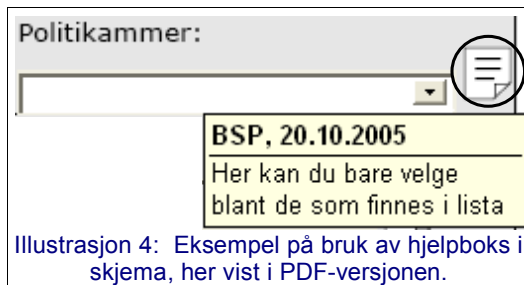 Politikammer:
BSP, 20.10.2005
Her kan du bare velge
blant de som finnes i lista
Illustrasjon 4: Eksempel på bruk av hjelpboks i
skjema, her vist i PDF-versjonen.